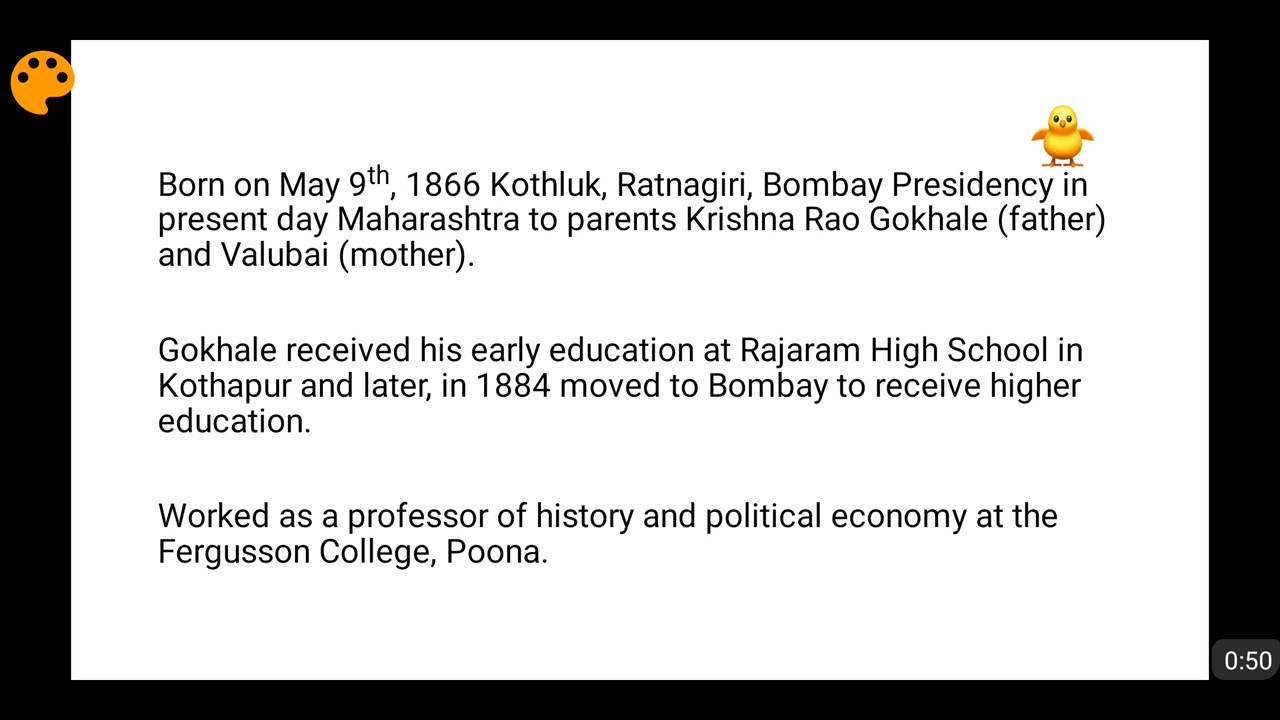 Born on May 9th, 1866 Kothluk, Ratnagiri, Bombay Presidency in
present day Maharashtra to parents Krishna Rao Gokhale (father)
and Valubai (mother).
Gokhale received his early education at Rajaram High School in
Kothapur and later, in 1884 moved to Bombay to receive higher
education.
Worked as a professor of history and political economy at the
Fergusson College, Poona.
0:50